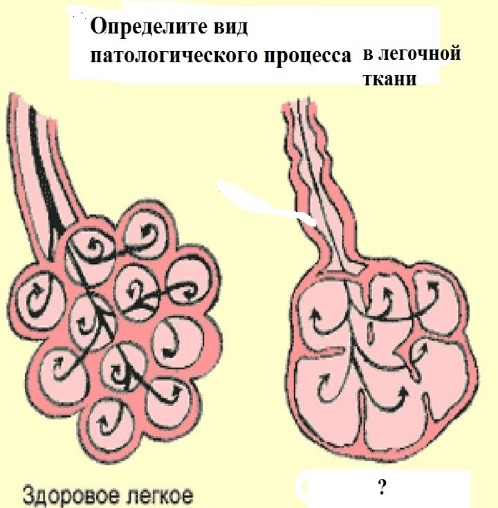 Определите вид
патологического процесса в легочной
ткани
Здоровое легкое
?